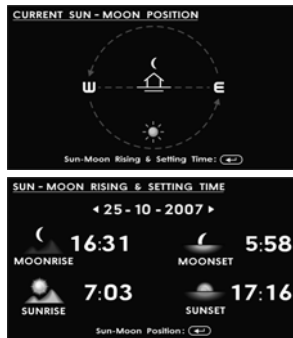 CURRENT SUN - MOON POSITION
W E
Sun-Moon Rising & Setting Time:
SUN - MOON RISING & SETTING TIME
25 - 10 - 2007
16:31 5:58
MOONRISE MOONSET
7:03 17:16
SUNRISE SUNSET
Sun-Moon Position: